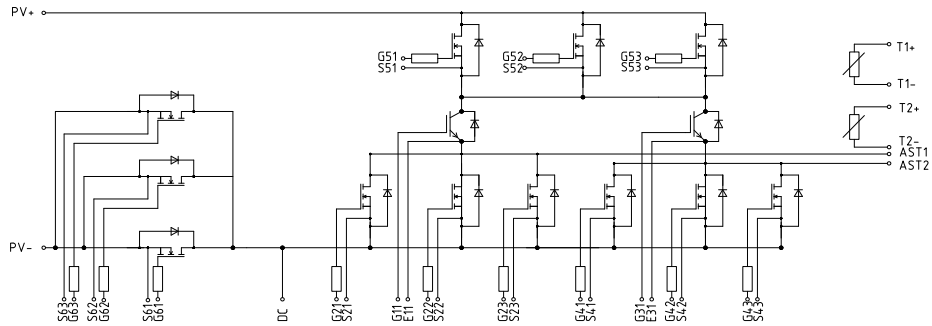 PV+
G51
S51
G52
S52
G53
S53
T1+
T1-
T2+
T2-
AST1
AST2
PV-
S63
G63
S62
G62
S61
G61
DC
G21
S21
G11
E11
G22
S22
G23
S23
G41
S41
G31
E31
G42
S42
G43
S43